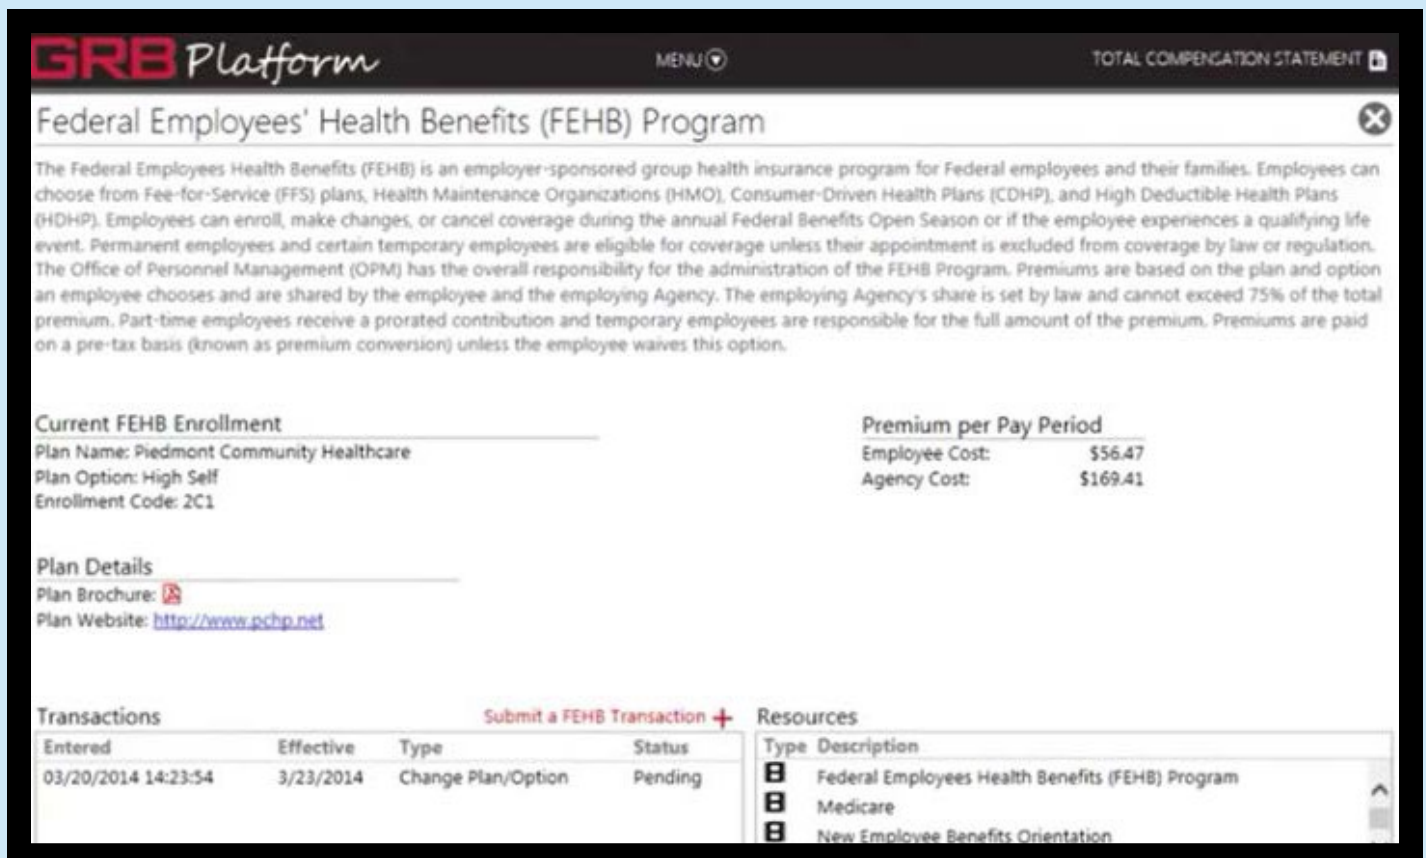 GRB Platform
MENU
TOTAL COMPENSATION STATEMENT
Federal Employees' Health Benefits (FEHB) Program
The Federal Employees Health Benefits (FEHB) is an employer-sponsored group health insurance program for Federal employees and their families. Employees can
choose from Fee-for-Service (FFS) plans, Health Maintenance Organizations (HMO), Consumer-Driven Health Plans (CDHP), and High Deductible Health Plans
(HDHP). Employees can enroll, make changes, or cancel coverage during the annual Federal Benefits Open Season or if the employee experiences a qualifying life
event. Permanent employees and certain temporary employees are eligible for coverage unless their appointment is excluded from coverage by law or regulation.
The Office of Personnel Management (OPM) has the overall responsibility for the administration of the FEHB Program. Premiums are based on the plan and option
an employee chooses and are shared by the employee and the employing Agency. The employing Agency's share is set by law and cannot exceed 75% of the total
premium. Part-time employees receive a prorated contribution and temporary employees are responsible for the full amount of the premium. Premiums are paid
on a pre-tax basis (known as premium conversion) unless the employee waives this option.
Current FEHB Enrollment
Plan Name: Piedmont Community Healthcare
Plan Option: High Self
Enrollment Code: 2C1
Premium per Pay Period
Employee Cost: $56.47
Agency Cost: $169.41
Plan Details
Plan Brochure:
Plan Website: http://www.pchp.net
Transactions
Submit a FEHB Transaction +
Entered Effective Type Status
03/20/2014 14:23:54 3/23/2014 Change Plan/Option Pending
Resources
Type Description
Federal Employees Health Benefits (FEHB) Program
Medicare
New Employee Benefits Orientation